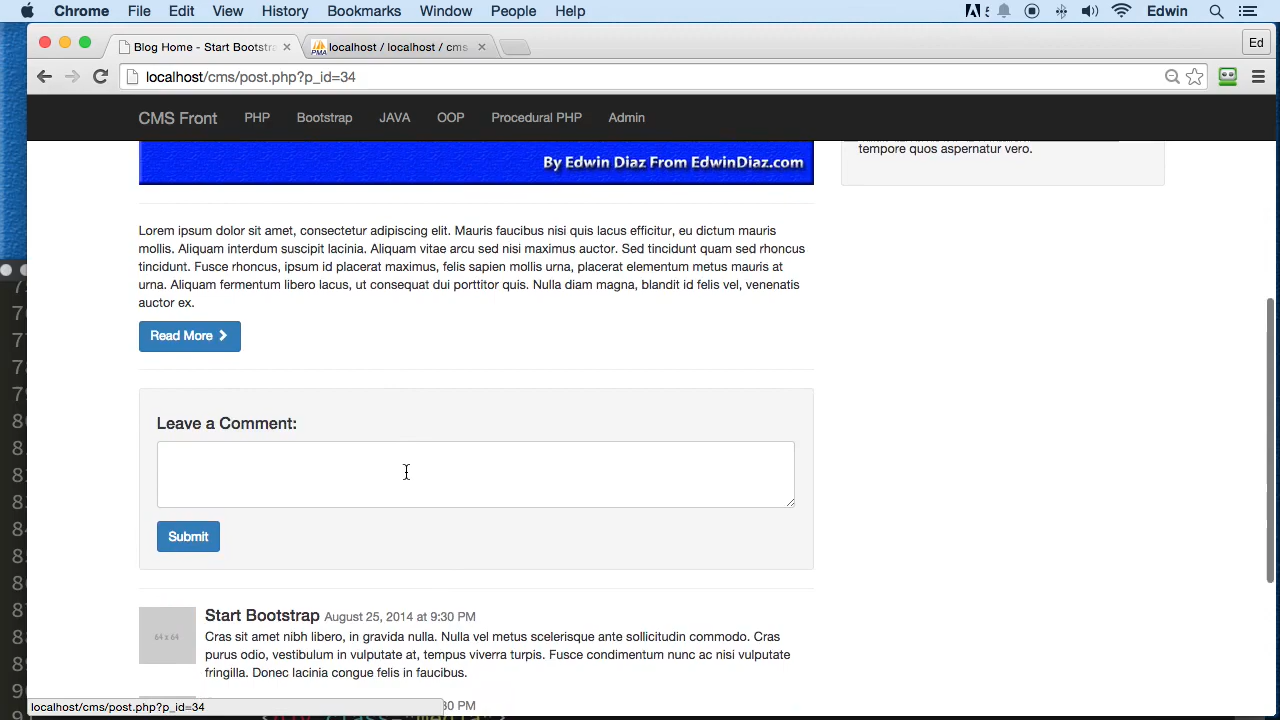 Chrome File Edit View History Bookmarks Window People Help Edwin
Blog Home - Start Bootstra localhost / localhost / cms Ed
localhost/cms/post.php?p_id=34
CMS Front PHP Bootstrap JAVA OOP Procedural PHP Admin
By Edwin Diaz From EdwinDiaz.com
tempore quos aspernatur vero.
Lorem ipsum dolor sit amet, consectetur adipiscing elit. Mauris faucibus nisi quis lacus efficitur, eu dictum mauris
mollis. Aliquam interdum suscipit lacinia. Aliquam vitae arcu sed nisi maximus auctor. Sed tincidunt quam sed rhoncus
tincidunt. Fusce rhoncus, ipsum id placerat maximus, felis sapien mollis urna, placerat elementum metus mauris at
urna. Aliquam fermentum libero lacus, ut consequat dui porttitor quis. Nulla diam magna, blandit id felis vel, venenatis
auctor ex.
Read More
Leave a Comment:
Submit
Start Bootstrap August 25, 2014 at 9:30 PM
64 x 64
Cras sit amet nibh libero, in gravida nulla. Nulla vel metus scelerisque ante sollicitudin commodo. Cras
purus odio, vestibulum in vulputate at, tempus viverra turpis. Fusce condimentum nunc ac nisi vulputate
fringilla. Donec lacinia congue felis in faucibus.
:30 PM
localhost/cms/post.php?p_id=34